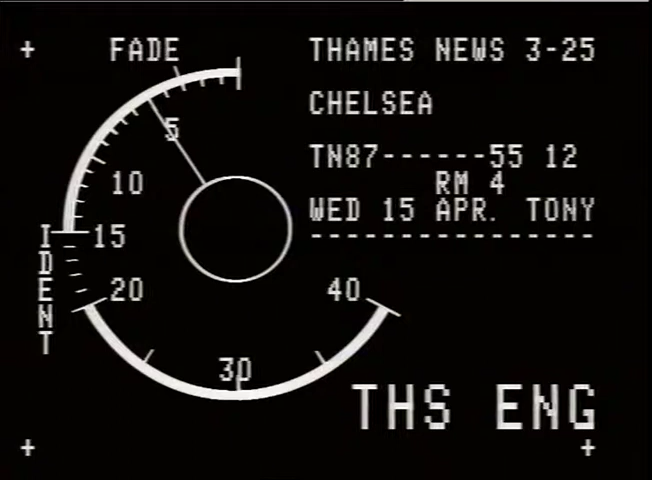 FADE
THAMES NEWS 3-25
CHELSEA
TN87------55 12
RM 4
WED 15 APR. TONY
----------------
5
10
15
20
30
40
IDENT
THS ENG